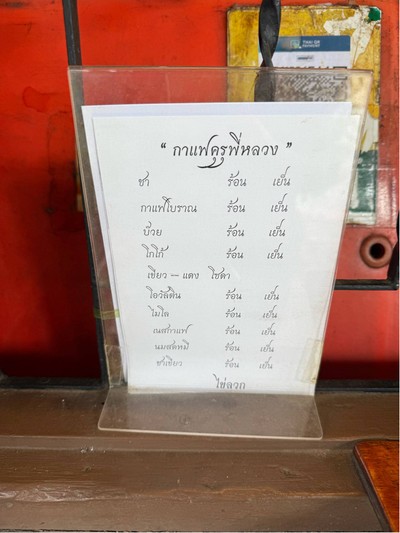 “ กาแฟคุรุพี่หลวง ”
ชา ร้อน เย็น
กาแฟโบราณ ร้อน เย็น
บ๊วย ร้อน เย็น
โกโก้ ร้อน เย็น
เขียว – แดง โซดา
โอวัลติน ร้อน เย็น
ไมโล ร้อน เย็น
เนสกาแฟ ร้อน เย็น
นมสดหมี ร้อน เย็น
ชาเขียว ร้อน เย็น
ไข่ลวก